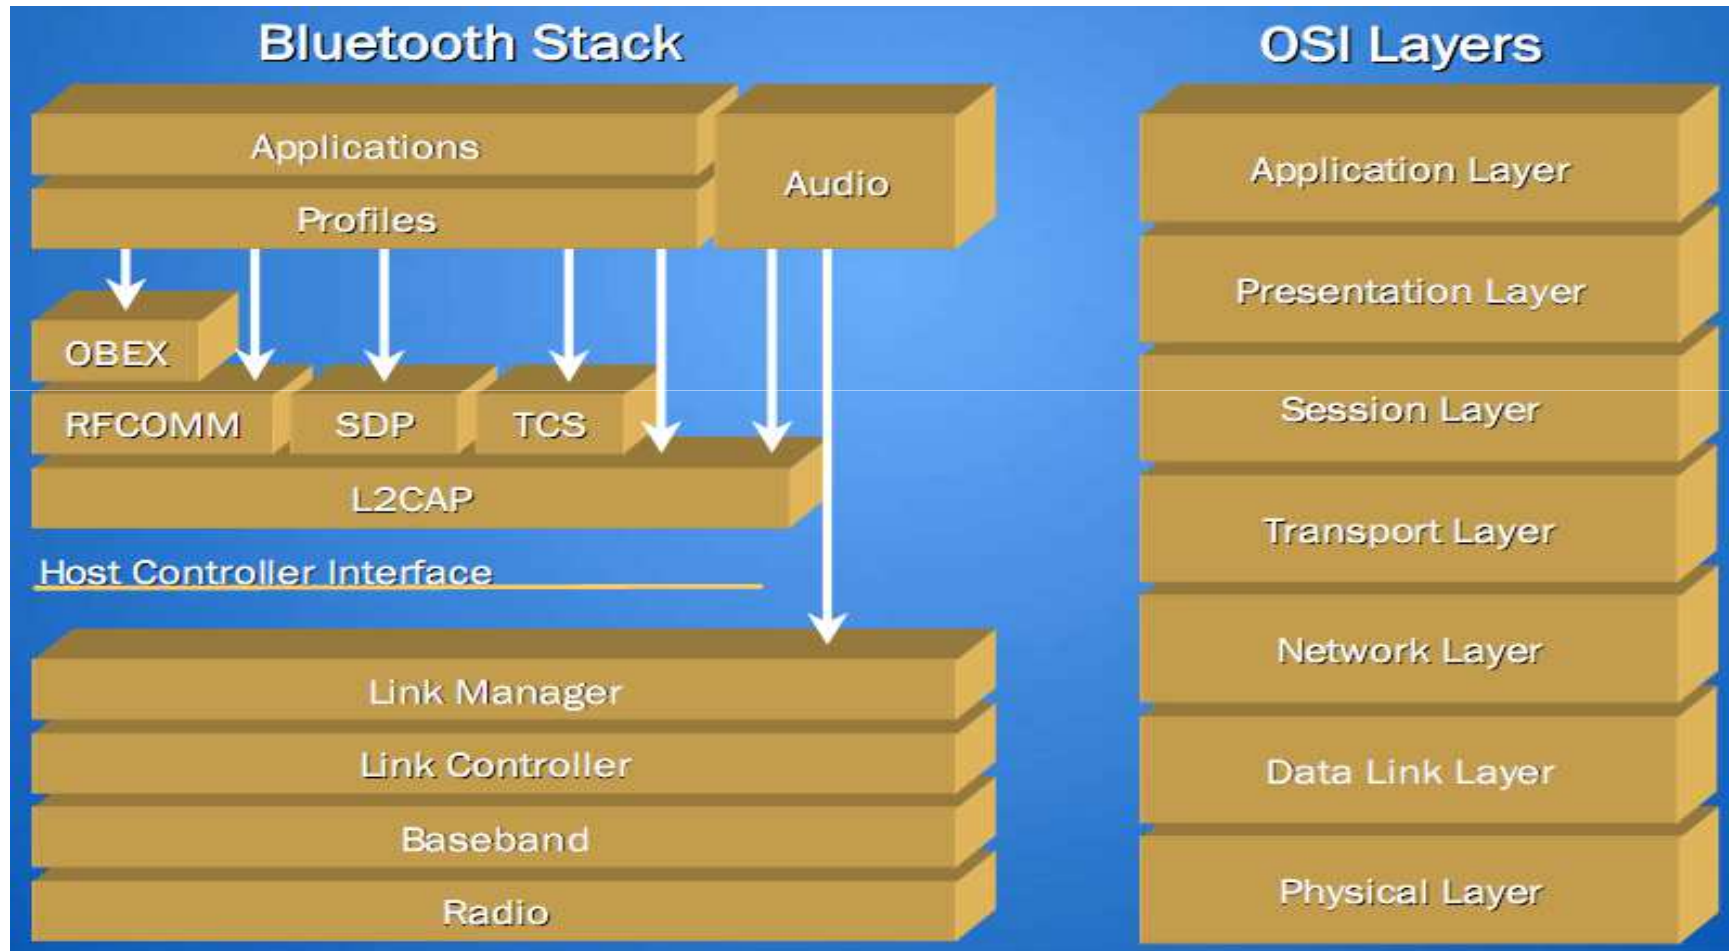 Bluetooth Stack
Applications
Profiles
Audio
OBEX
RFCOMM
SDP
TCS
L2CAP
Host Controller Interface
Link Manager
Link Controller
Baseband
Radio
OSI Layers
Application Layer
Presentation Layer
Session Layer
Transport Layer
Network Layer
Data Link Layer
Physical Layer